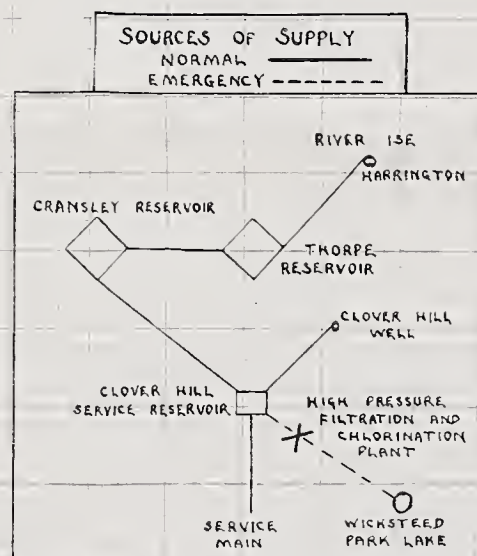 SOURCES OF SUPPLY
NORMAL
EMERGENCY
RIVER ISE
HARRINGTON
CRANSLEY RESERVOIR
THORPE
RESERVOIR
CLOVER HILL
WELL
CLOVER HILL
SERVICE RESERVOIR
HIGH PRESSURE
FILTRATION AND
CHLORINATION
PLANT
SERVICE
MAIN
WICKSTEED
PARK LAKE